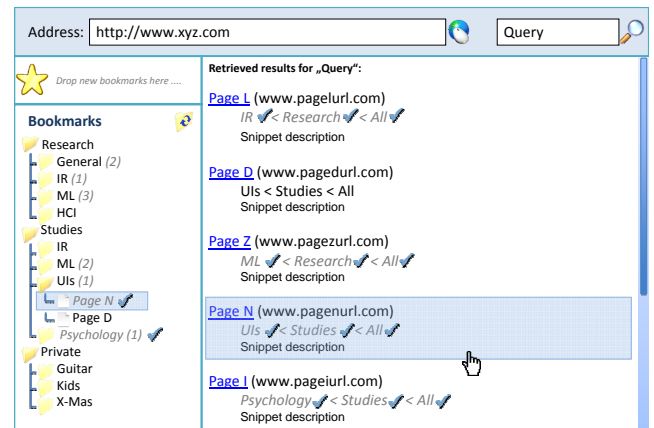 Address: http://www.xyz.com Query
Drop new bookmarks here ....
Bookmarks
Research
General (2)
IR (1)
ML (3)
HCI
Studies
IR
ML (2)
UIs (1)
Page N
Page D
Psychology (1)
Private
Guitar
Kids
X-Mas
Retrieved results for „Query“:
Page L (www.pagelurl.com)
IR < Research < All
Snippet description
Page D (www.pagedurl.com)
UIs < Studies < All
Snippet description
Page Z (www.pagezurl.com)
ML < Research < All
Snippet description
Page N (www.pagenurl.com)
UIs < Studies < All
Snippet description
Page I (www.pageiurl.com)
Psychology < Studies < All
Snippet description